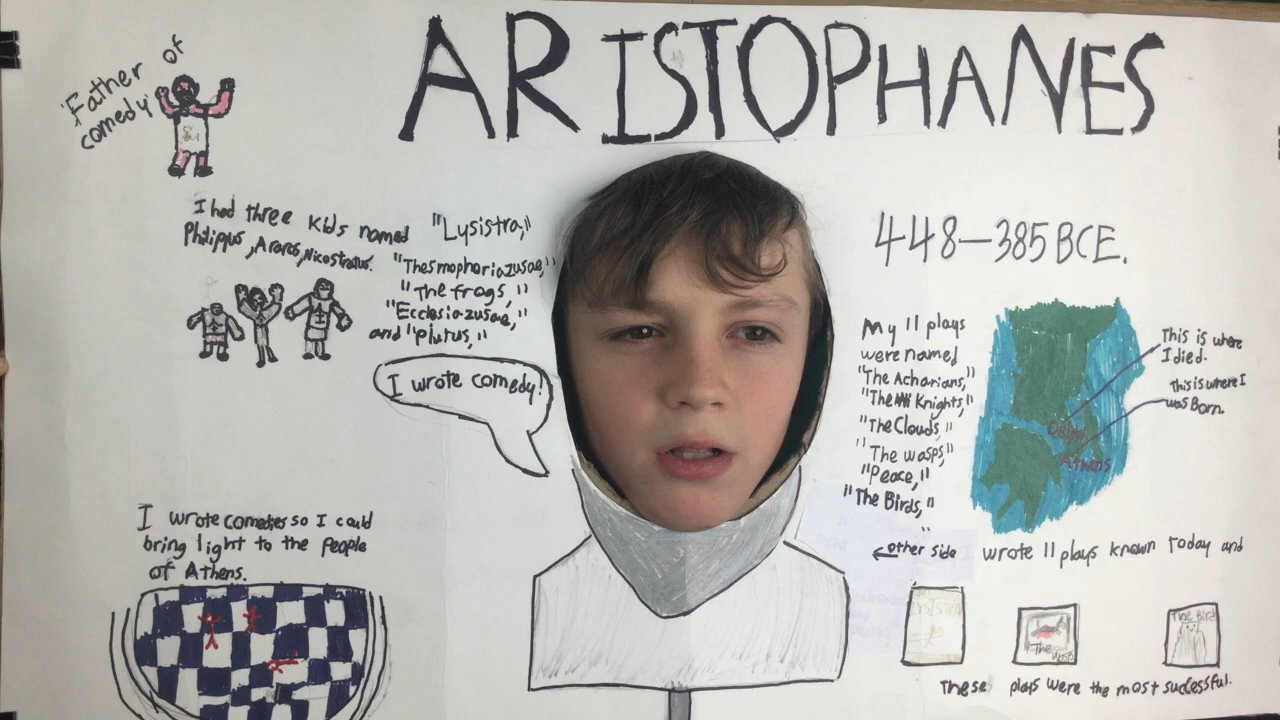 ARISTOPHANES
'Father of
comedy'
I had three kids named
Philippus, Araros, Nicostratus.
"Lysistra,"
"Thesmophoriazusae,"
"The frogs,"
"Ecclesiazusae,"
and "plutus,"
I wrote comedy!
I wrote comedies so I could
bring light to the people
of Athens.
448-385 BCE.
My 11 plays
were named
"The Acharians,"
"The Knights,"
"The Clouds,"
"The wasps,"
"Peace,"
"The Birds,"
This is where
I died.
This is where I
was Born.
Athens
←other side
I wrote 11 plays known Today and
The Bird
These plays were the most successful.